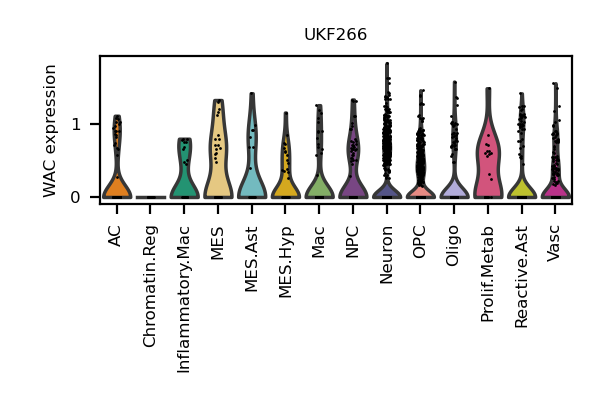 UKF266
WAC expression
1
0
AC
Chromatin.Reg
Inflammatory.Mac
MES
MES.Ast
MES.Hyp
Mac
NPC
Neuron
OPC
Oligo
Prolif.Metab
Reactive.Ast
Vasc